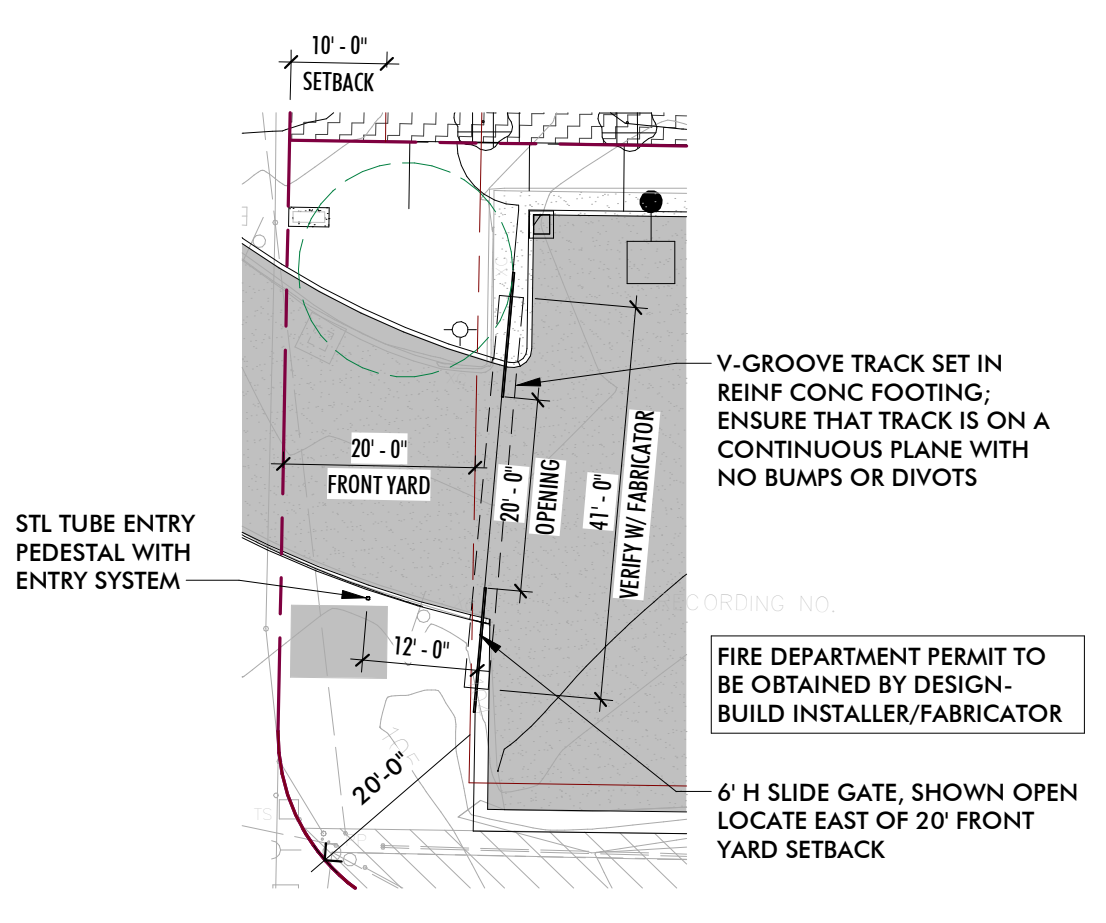 10' - 0"
SETBACK
V-GROOVE TRACK SET IN
REINF CONC FOOTING;
ENSURE THAT TRACK IS ON A
CONTINUOUS PLANE WITH
NO BUMPS OR DIVOTS
20' - 0"
FRONT YARD
20' - 0"
OPENING
41' - 0"
VERIFY W/ FABRICATOR
STL TUBE ENTRY
PEDESTAL WITH
ENTRY SYSTEM
CORDING NO.
12' - 0"
FIRE DEPARTMENT PERMIT TO
BE OBTAINED BY DESIGN-
BUILD INSTALLER/FABRICATOR
20'-0"
6' H SLIDE GATE, SHOWN OPEN
LOCATE EAST OF 20' FRONT
YARD SETBACK
TS